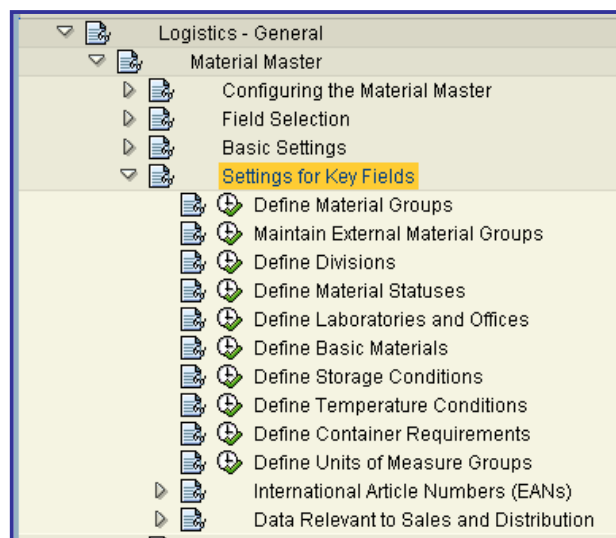 Logistics - General
Material Master
Configuring the Material Master
Field Selection
Basic Settings
Settings for Key Fields
Define Material Groups
Maintain External Material Groups
Define Divisions
Define Material Statuses
Define Laboratories and Offices
Define Basic Materials
Define Storage Conditions
Define Temperature Conditions
Define Container Requirements
Define Units of Measure Groups
International Article Numbers (EANs)
Data Relevant to Sales and Distribution